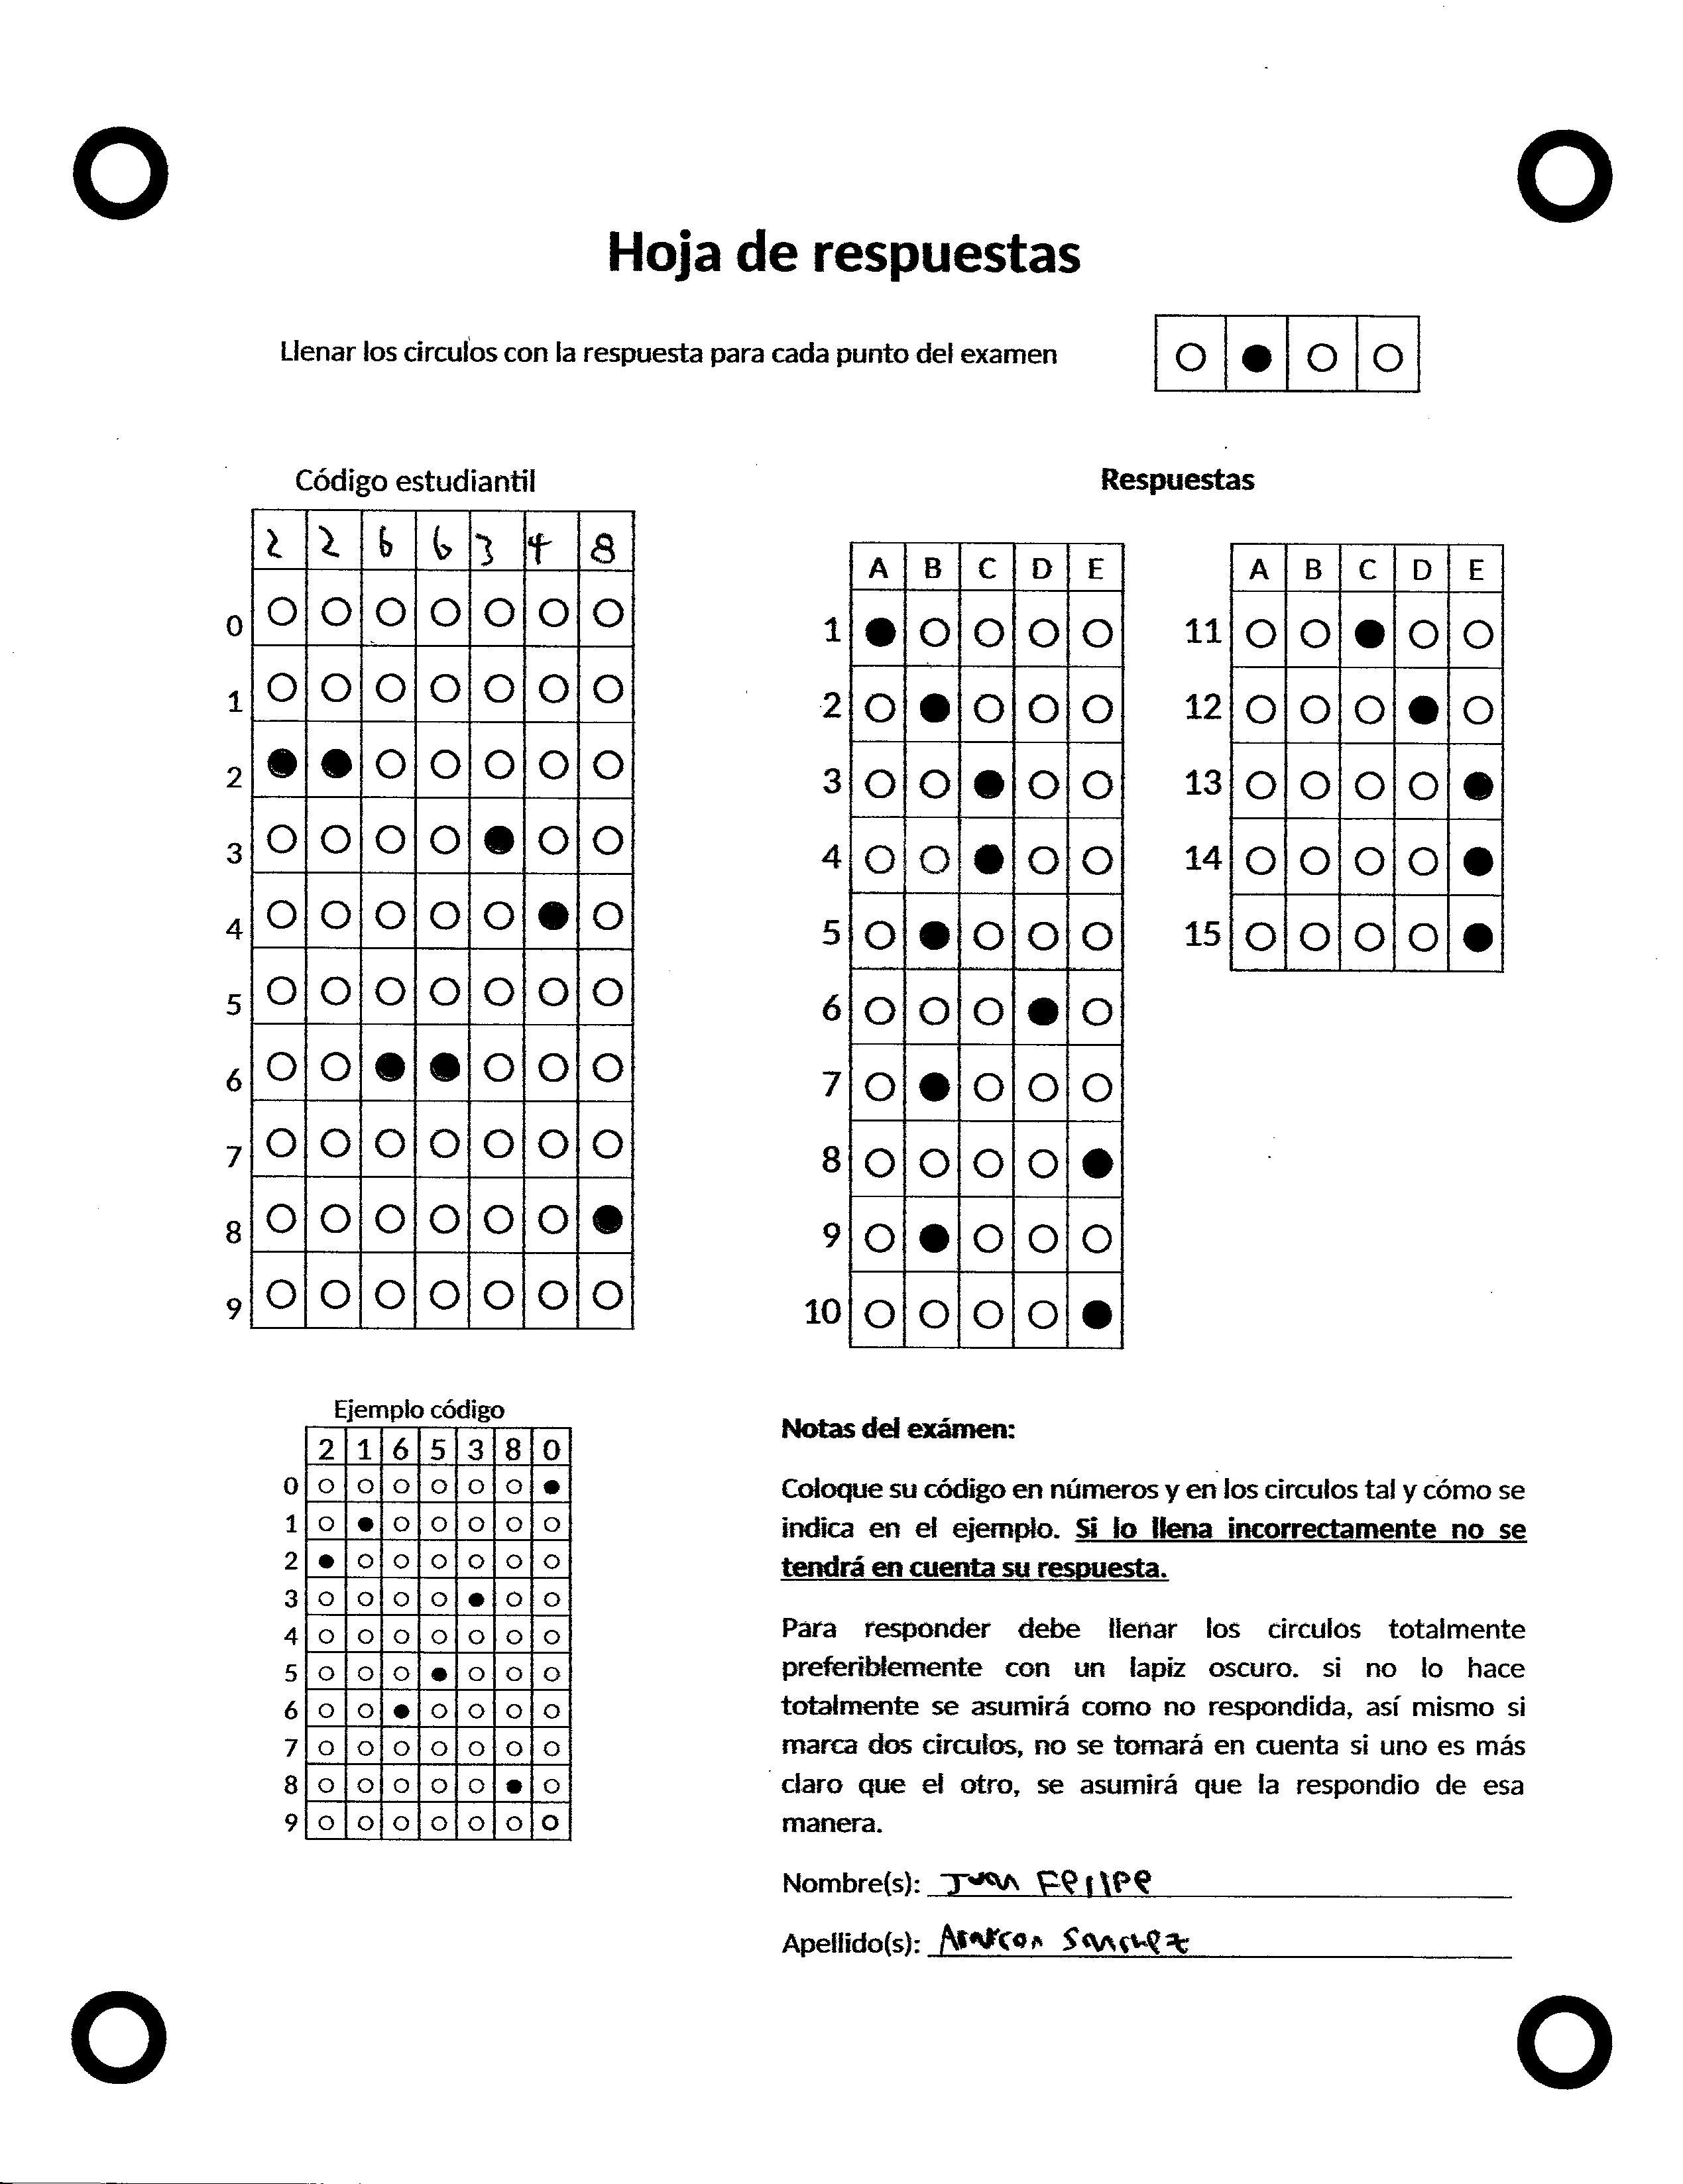 Hoja de respuestas
Llenar los circulos con la respuesta para cada punto del examen
Código estudiantil
2 2 6 6 3 4 8
0
1
2
3
4
5
6
7
8
9
Respuestas
A B C D E
1
2
3
4
5
6
7
8
9
10
A B C D E
11
12
13
14
15
Ejemplo código
2 1 6 5 3 8 0
0
1
2
3
4
5
6
7
8
9
Notas del exámen:
Coloque su código en números y en los circulos tal y cómo se
indica en el ejemplo. Si lo llena incorrectamente no se
tendrá en cuenta su respuesta.
Para responder debe llenar los circulos totalmente
preferiblemente con un lapiz oscuro. si no lo hace
totalmente se asumirá como no respondida, así mismo si
marca dos circulos, no se tomará en cuenta si uno es más
claro que el otro, se asumirá que la respondio de esa
manera.
Nombre(s): Juan Felipe
Apellido(s): Sanchez